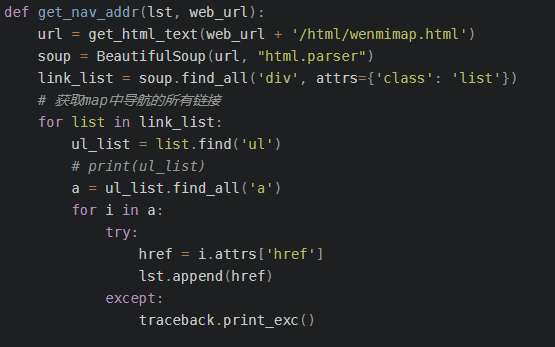 def get_nav_addr(lst, web_url):
    url = get_html_text(web_url + '/html/wenmimap.html')
    soup = BeautifulSoup(url, "html.parser")
    link_list = soup.find_all('div', attrs={'class': 'list'})
    # 获取map中导航的所有链接
    for list in link_list:
        ul_list = list.find('ul')
        # print(ul_list)
        a = ul_list.find_all('a')
        for i in a:
            try:
                href = i.attrs['href']
                lst.append(href)
            except:
                traceback.print_exc()